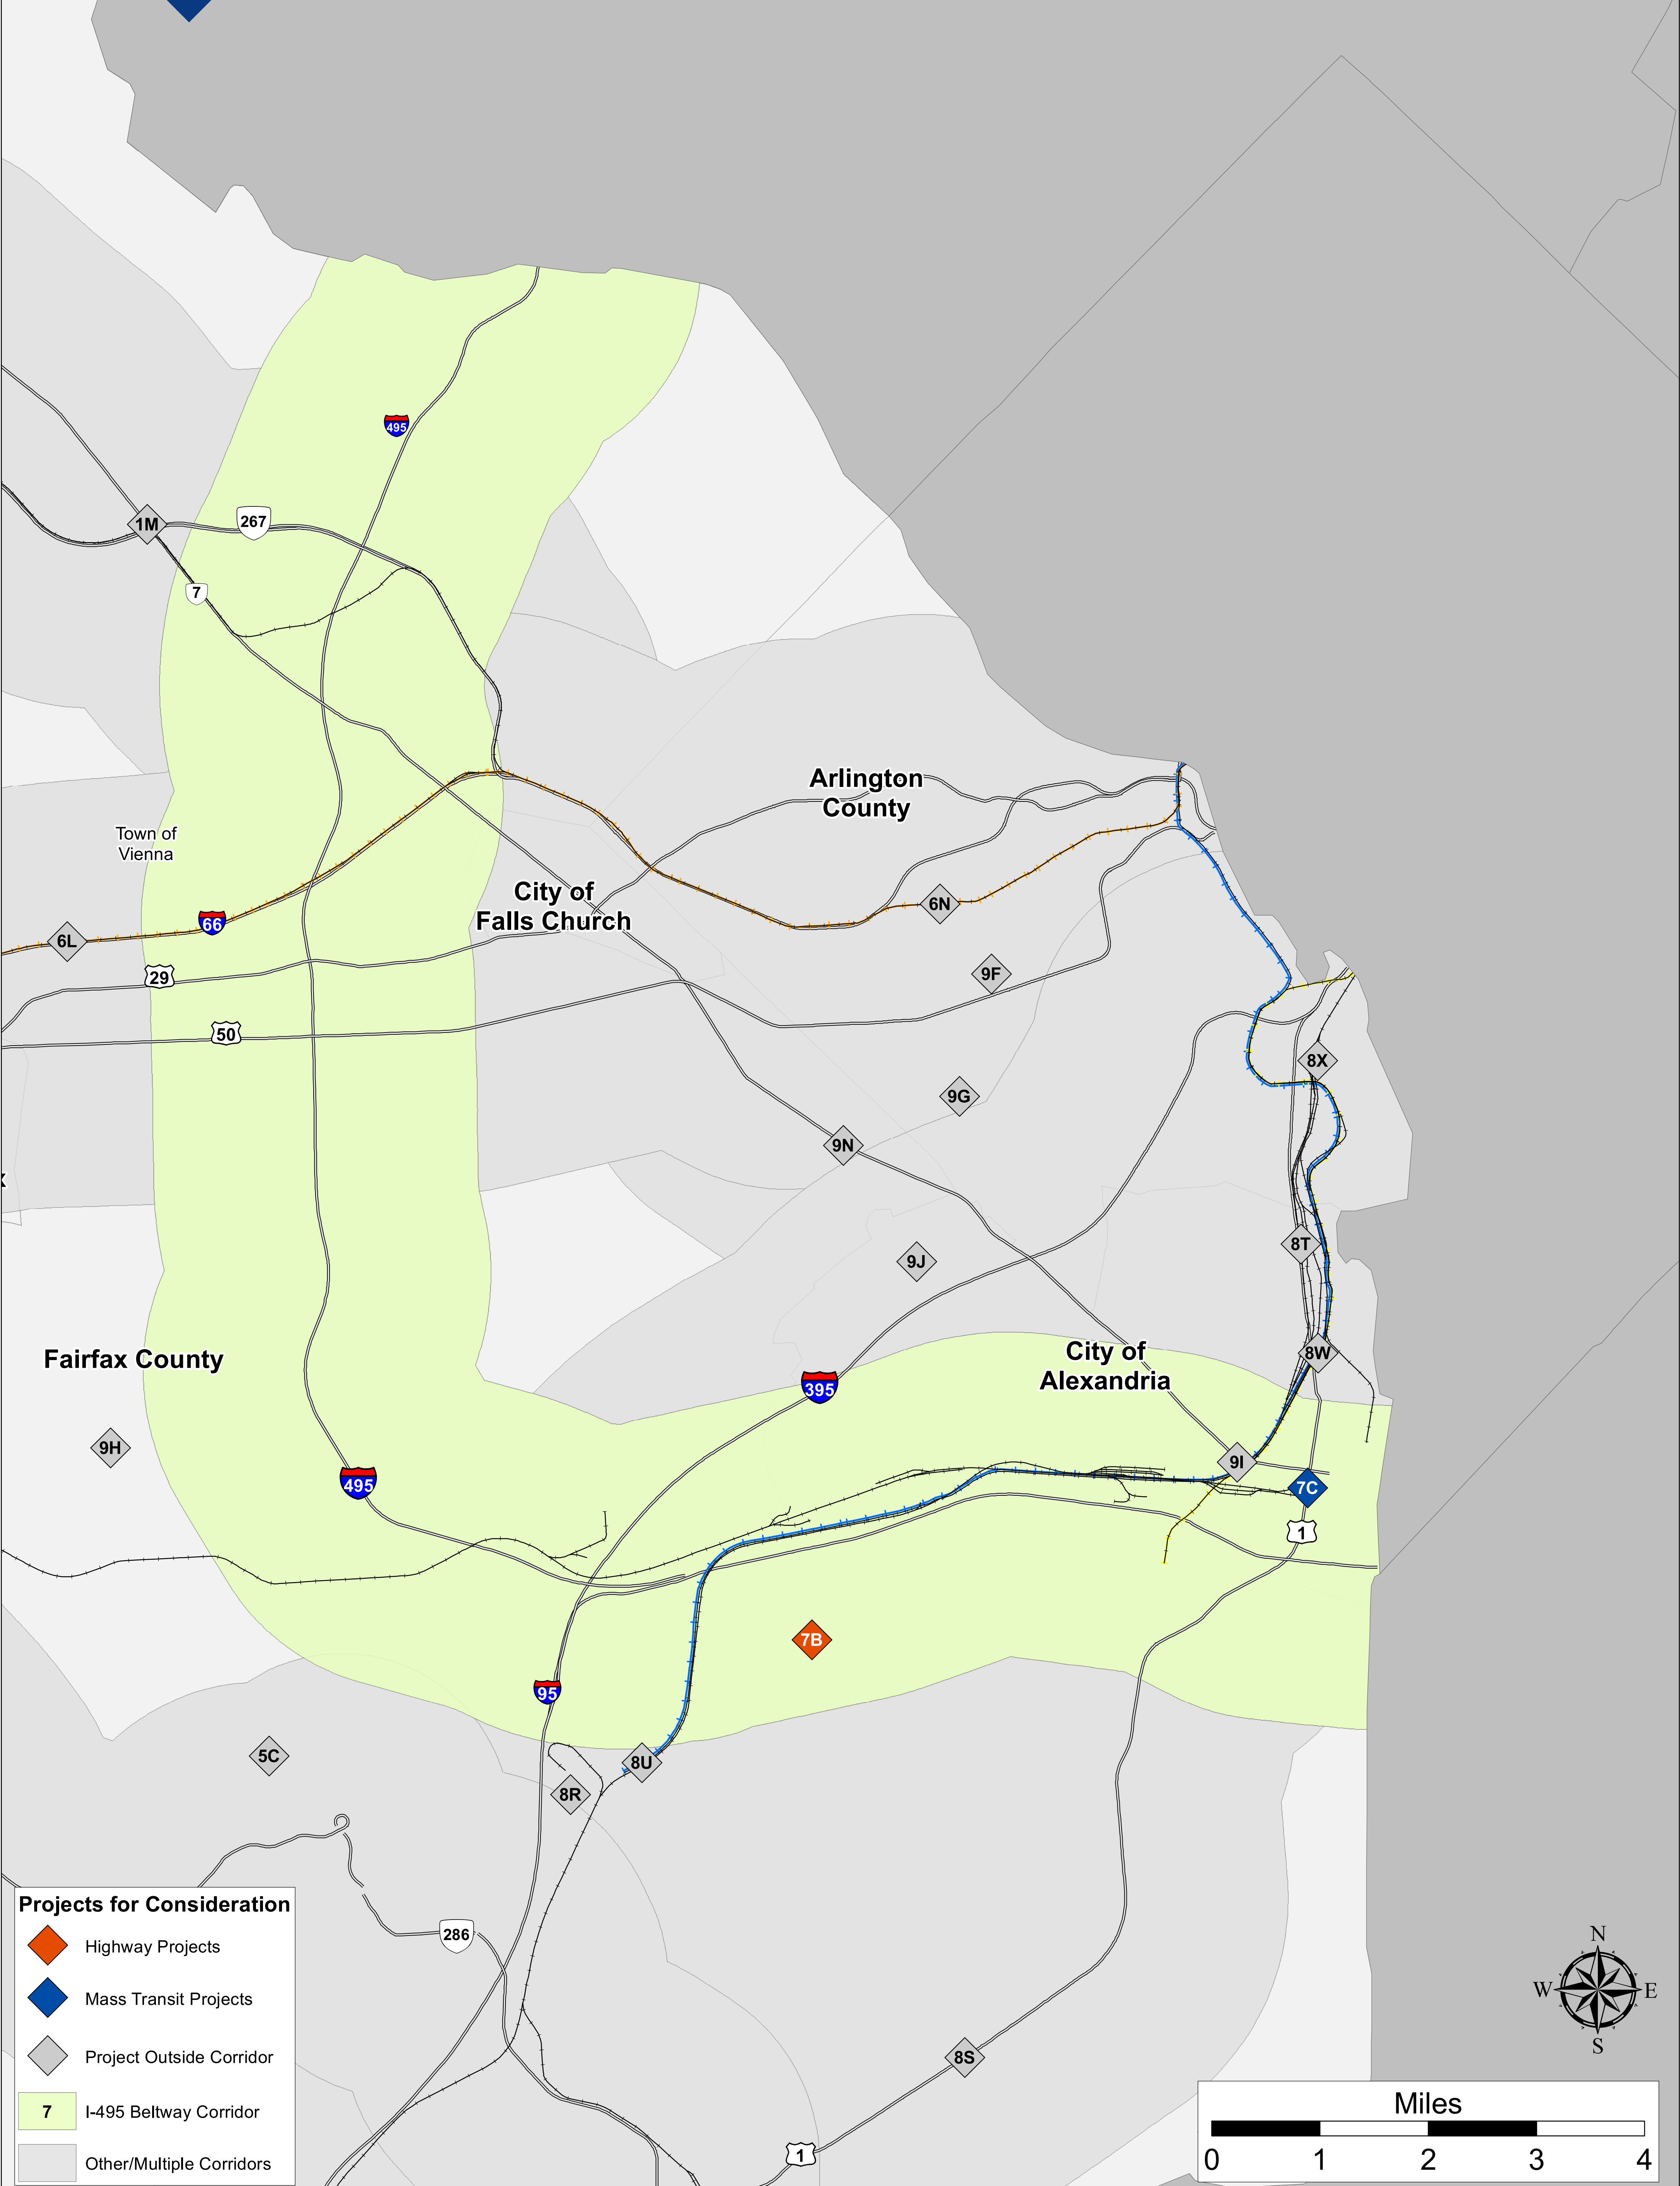 495
1M
267
7
Arlington
County
Town of
Vienna
City of
Falls Church
6N
66
6L
29
9F
50
8X
9G
9N
8T
9J
City of
Alexandria
8W
Fairfax County
395
9H
9I
495
7C
1
7B
95
5C
8U
8R
Projects for Consideration
Highway Projects
286
Mass Transit Projects
N
W E
S
Project Outside Corridor
8S
7 I-495 Beltway Corridor
Other/Multiple Corridors
1
Miles
0 1 2 3 4